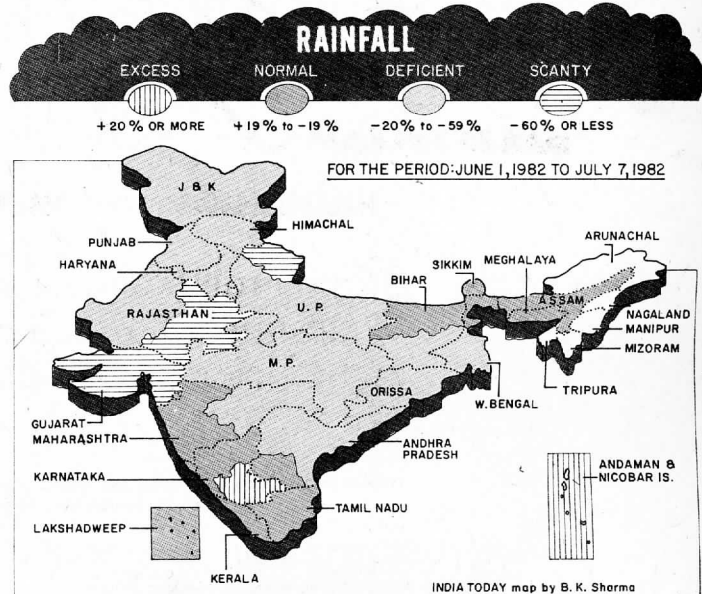 RAINFALL
EXCESS NORMAL DEFICIENT SCANTY
+20% OR MORE +19% to -19% -20% to -59% -60% OR LESS
FOR THE PERIOD: JUNE 1, 1982 TO JULY 7, 1982
J & K
HIMACHAL
PUNJAB
HARYANA
RAJASTHAN
U. P.
BIHAR
SIKKIM
MEGHALAYA
ARUNACHAL
ASSAM
NAGALAND
MANIPUR
MIZORAM
TRIPURA
M. P.
ORISSA
W. BENGAL
GUJARAT
MAHARASHTRA
ANDHRA
PRADESH
KARNATAKA
TAMIL NADU
LAKSHADWEEP
KERALA
ANDAMAN &
NICOBAR IS.
INDIA TODAY map by B. K. Sharma